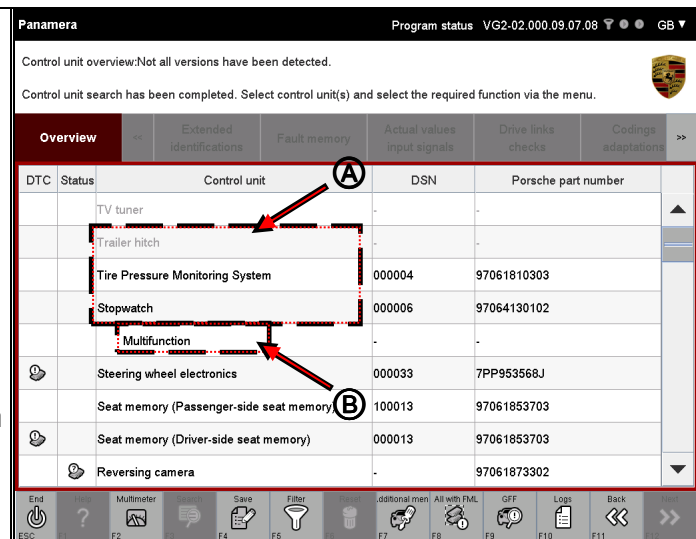 Panamera Program status VG2-02.000.09.07.08 GB
Control unit overview:Not all versions have been detected.
Control unit search has been completed. Select control unit(s) and select the required function via the menu.
Overview << Extended identifications Fault memory Actual values input signals Drive links checks Codings adaptations >>
DTC Status Control unit DSN Porsche part number
A
TV tuner - -
Trailer hitch - -
Tire Pressure Monitoring System 000004 97061810303
Stopwatch 000006 97064130102
Multifunction - -
Steering wheel electronics 000033 7PP953568J
Seat memory (Passenger-side seat memory) 100013 97061853703
B
Seat memory (Driver-side seat memory) 000013 97061853703
Reversing camera - 97061873302
End Help Multimeter Search Save Filter Reset .dditional men All with FML GFF Logs Back Next
ESC F1 F2 F3 F4 F5 F6 F7 F8 F9 F10 F11 F12